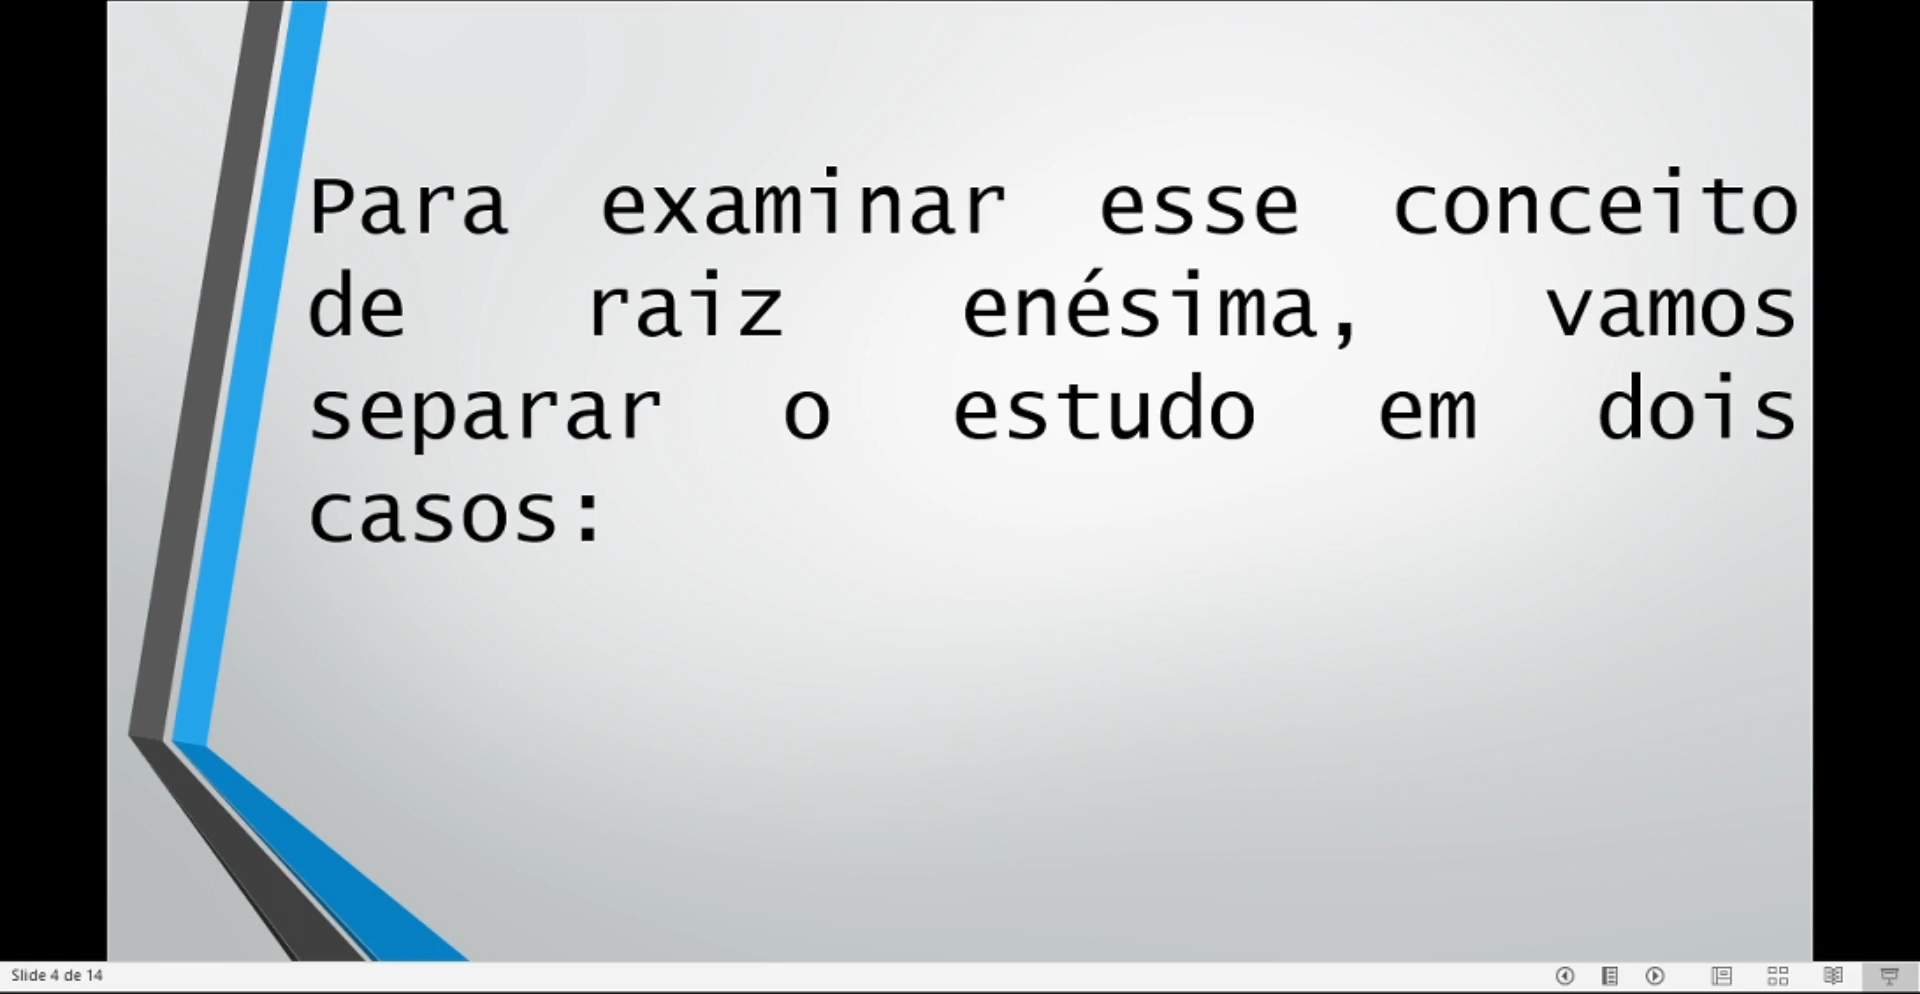 Para examinar esse conceito
de raiz enésima, vamos
separar o estudo em dois
casos:
Slide 4 de 14